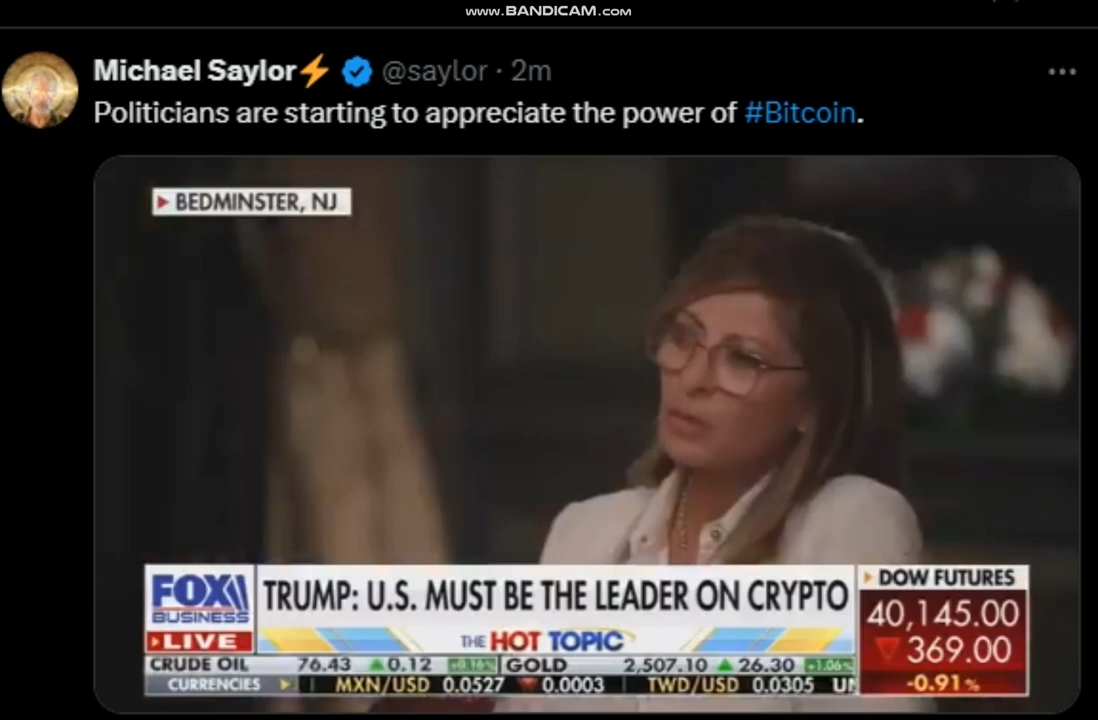 www.BANDICAM.com
Michael Saylor⚡ @saylor · 2m
Politicians are starting to appreciate the power of #Bitcoin.
BEDMINSTER, NJ
FOX BUSINESS
LIVE
TRUMP: U.S. MUST BE THE LEADER ON CRYPTO
THE HOT TOPIC
DOW FUTURES
40,145.00
▼ 369.00
-0.91%
CRUDE OIL 76.43 ▲ 0.12 +0.16% GOLD 2,507.10 ▲ 26.30 +1.06%
CURRENCIES MXN/USD 0.0527 ▼ 0.0003 TWD/USD 0.0305